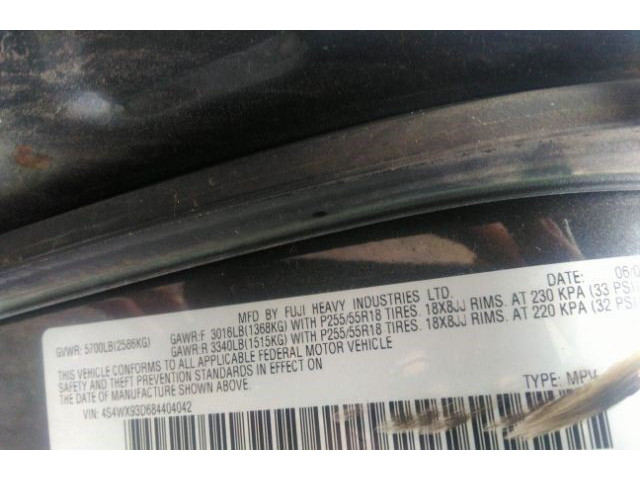 MFD BY FUJI HEAVY INDUSTRIES LTD. DATE: 06:0
GVWR: 5700LB(2586KG) GAWR:F 3016LB(1368KG) WITH P255/55R18 TIRES. 18X8JJ RIMS. AT 230 KPA (33 PSI
GAWR:R 3340LB(1515KG) WITH P255/55R18 TIRES. 18X8JJ RIMS. AT 220 KPA (32 PSI
THIS VEHICLE CONFORMS TO ALL APPLICABLE FEDERAL MOTOR VEHICLE
SAFETY AND THEFT PREVENTION STANDARDS IN EFFECT ON
THE DATE OF MANUFACTURE SHOWN ABOVE.
VIN: 4S4WX93D684404042 TYPE: MPV